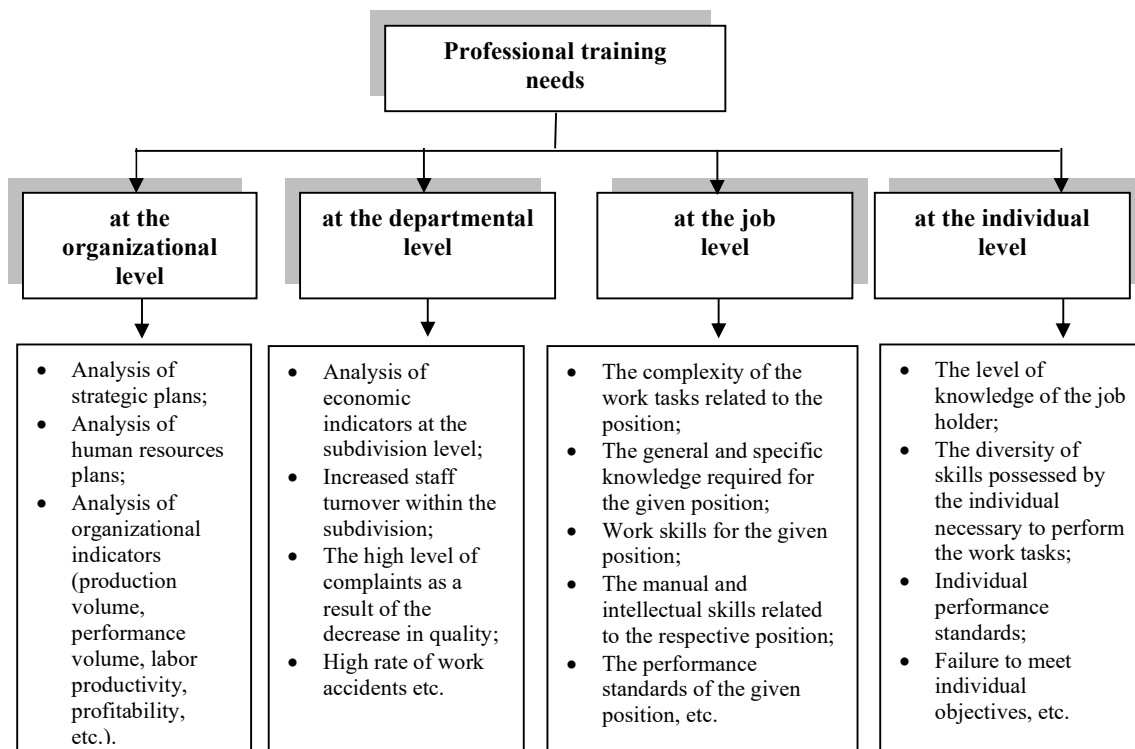 Professional training
needs
at the
organizational
level
at the departmental
level
at the job
level
at the individual
level
• Analysis of
strategic plans;
• Analysis of
human resources
plans;
• Analysis of
organizational
indicators
(production
volume,
performance
volume, labor
productivity,
profitability,
etc.).
• Analysis of
economic
indicators at the
subdivision level;
• Increased staff
turnover within the
subdivision;
• The high level of
complaints as a
result of the
decrease in quality;
• High rate of work
accidents etc.
• The complexity of the
work tasks related to the
position;
• The general and specific
knowledge required for
the given position;
• Work skills for the given
position;
• The manual and
intellectual skills related
to the respective position;
• The performance
standards of the given
position, etc.
• The level of
knowledge of the job
holder;
• The diversity of
skills possessed by
the individual
necessary to perform
the work tasks;
• Individual
performance
standards;
• Failure to meet
individual
objectives, etc.